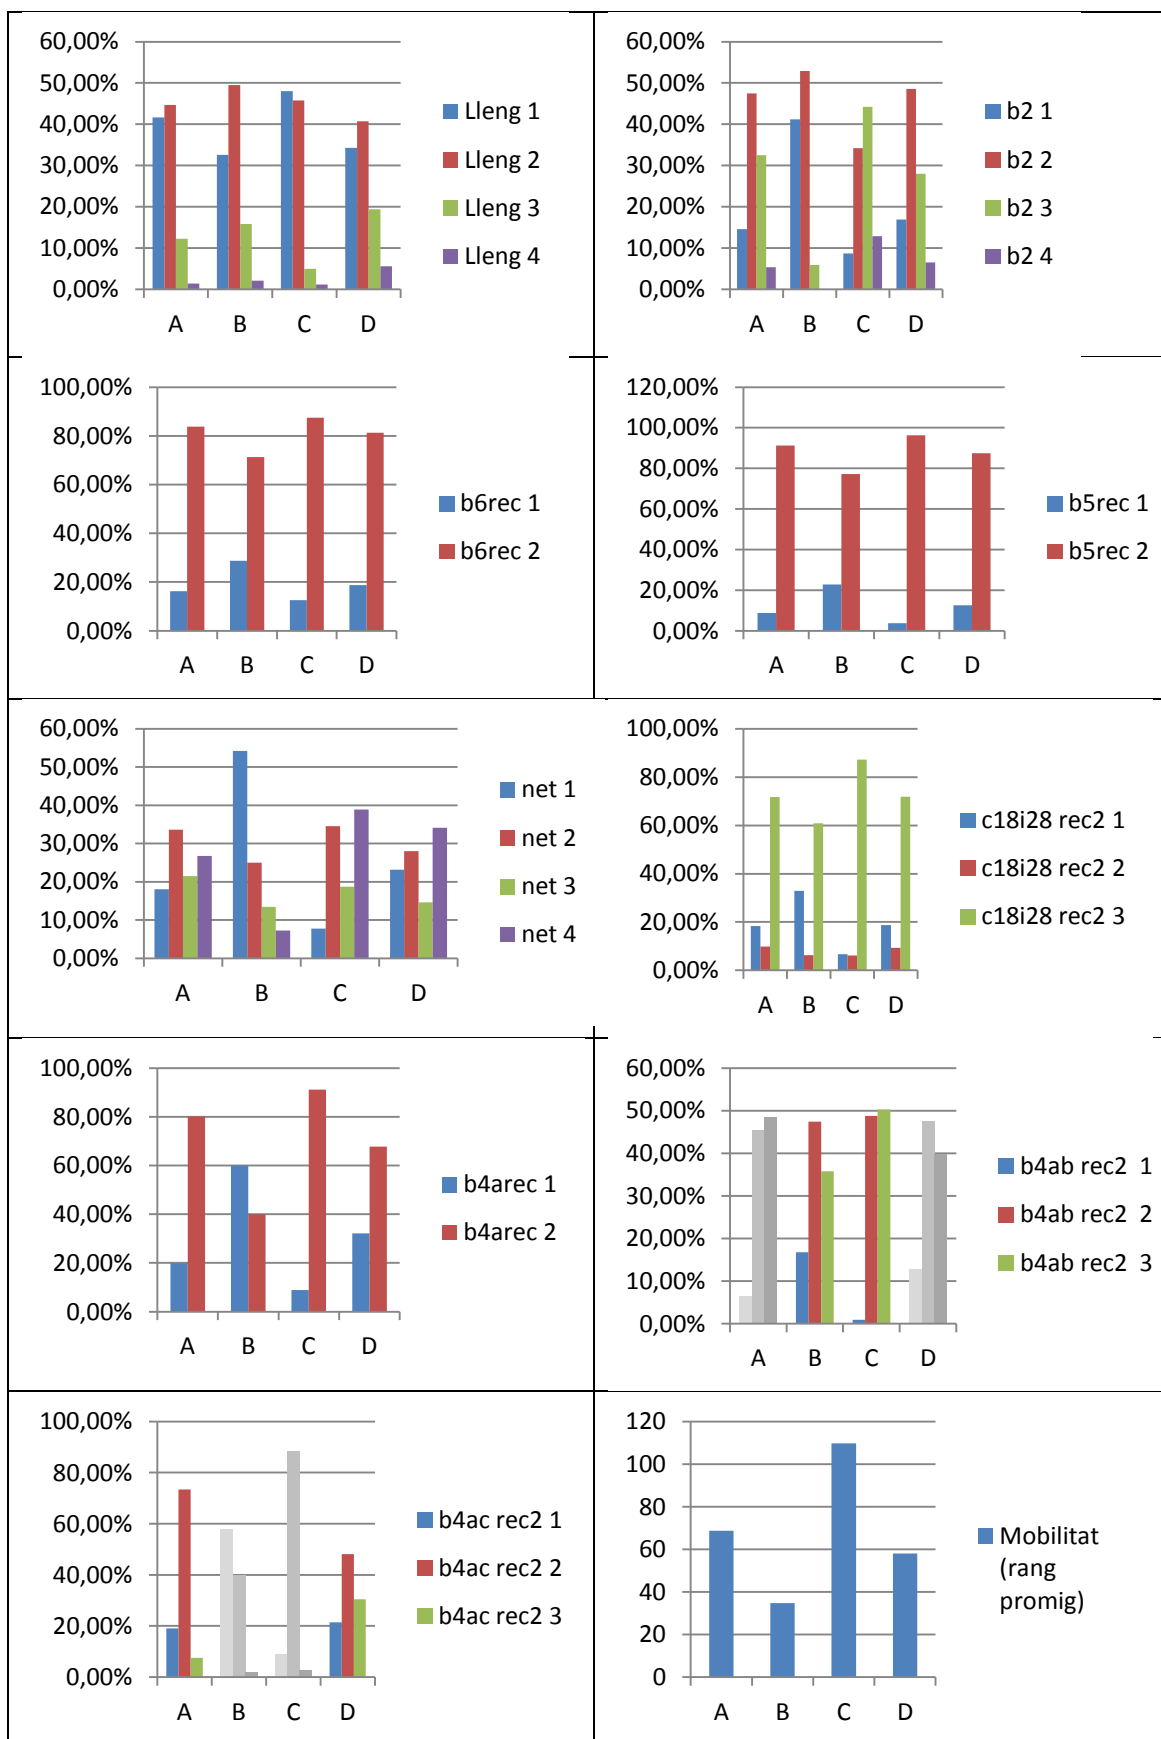 60,00%
50,00%
40,00%
30,00%
20,00%
10,00%
0,00%
A B C D
Lleng 1
Lleng 2
Lleng 3
Lleng 4
60,00%
50,00%
40,00%
30,00%
20,00%
10,00%
0,00%
A B C D
b2 1
b2 2
b2 3
b2 4
100,00%
80,00%
60,00%
40,00%
20,00%
0,00%
A B C D
b6rec 1
b6rec 2
120,00%
100,00%
80,00%
60,00%
40,00%
20,00%
0,00%
A B C D
b5rec 1
b5rec 2
60,00%
50,00%
40,00%
30,00%
20,00%
10,00%
0,00%
A B C D
net 1
net 2
net 3
net 4
100,00%
80,00%
60,00%
40,00%
20,00%
0,00%
A B C D
c18i28 rec2 1
c18i28 rec2 2
c18i28 rec2 3
100,00%
80,00%
60,00%
40,00%
20,00%
0,00%
A B C D
b4arec 1
b4arec 2
60,00%
50,00%
40,00%
30,00%
20,00%
10,00%
0,00%
A B C D
b4ab rec2 1
b4ab rec2 2
b4ab rec2 3
100,00%
80,00%
60,00%
40,00%
20,00%
0,00%
A B C D
b4ac rec2 1
b4ac rec2 2
b4ac rec2 3
120
100
80
60
40
20
0
A B C D
Mobilitat
(rang
promig)